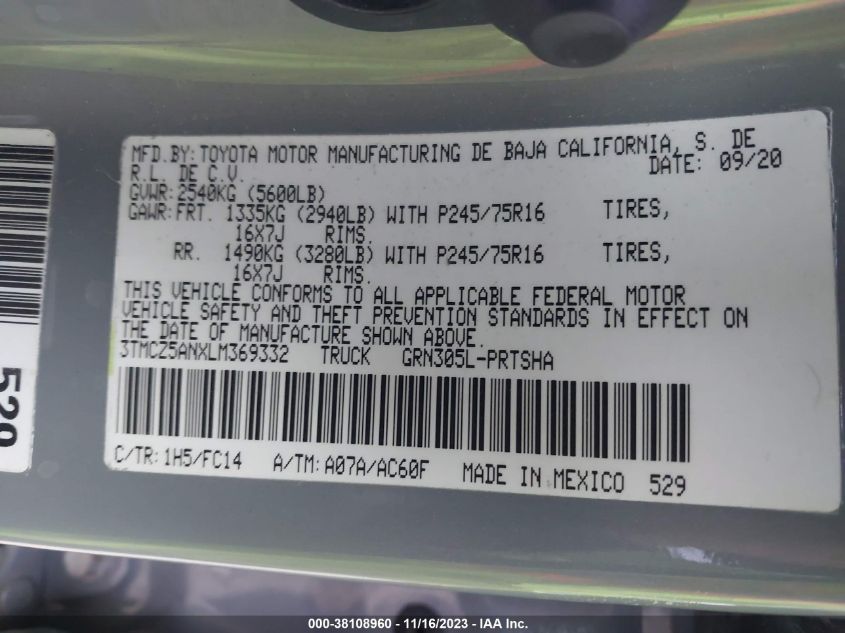 MFD.BY:TOYOTA MOTOR MANUFACTURING DE BAJA CALIFORNIA, S. DE
R.L. DE C.V. DATE: 09/20
GVWR:2540KG (5600LB)
GAWR:FRT. 1335KG (2940LB) WITH P245/75R16 TIRES,
16X7J RIMS.
RR. 1490KG (3280LB) WITH P245/75R16 TIRES,
16X7J RIMS.
THIS VEHICLE CONFORMS TO ALL APPLICABLE FEDERAL MOTOR
VEHICLE SAFETY AND THEFT PREVENTION STANDARDS IN EFFECT ON
THE DATE OF MANUFACTURE SHOWN ABOVE.
3TMCZ5ANXLM369332 TRUCK GRN305L-PRTSHA
C/TR:1H5/FC14 A/TM:A07A/AC60F MADE IN MEXICO 529
529
000-38108960 - 11/16/2023 - IAA Inc.